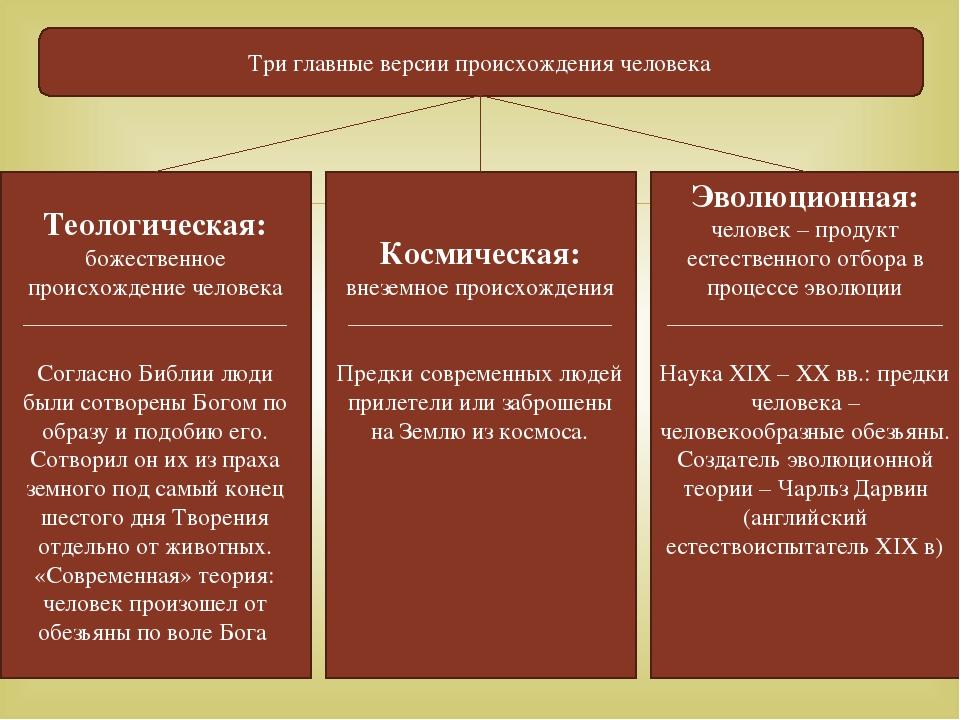 Три главные версии происхождения человека
Теологическая:
божественное
происхождение человека
Согласно Библии люди
были сотворены Богом по
образу и подобию его.
Сотворил он их из праха
земного под самый конец
шестого дня Творения
отдельно от животных.
«Современная» теория:
человек произошел от
обезьяны по воле Бога
Космическая:
внеземное происхождения
Предки современных людей
прилетели или заброшены
на Землю из космоса.
Эволюционная:
человек – продукт
естественного отбора в
процессе эволюции
Наука XIX – XX вв.: предки
человека –
человекообразные обезьяны.
Создатель эволюционной
теории – Чарльз Дарвин
(английский
естествоиспытатель XIX в)